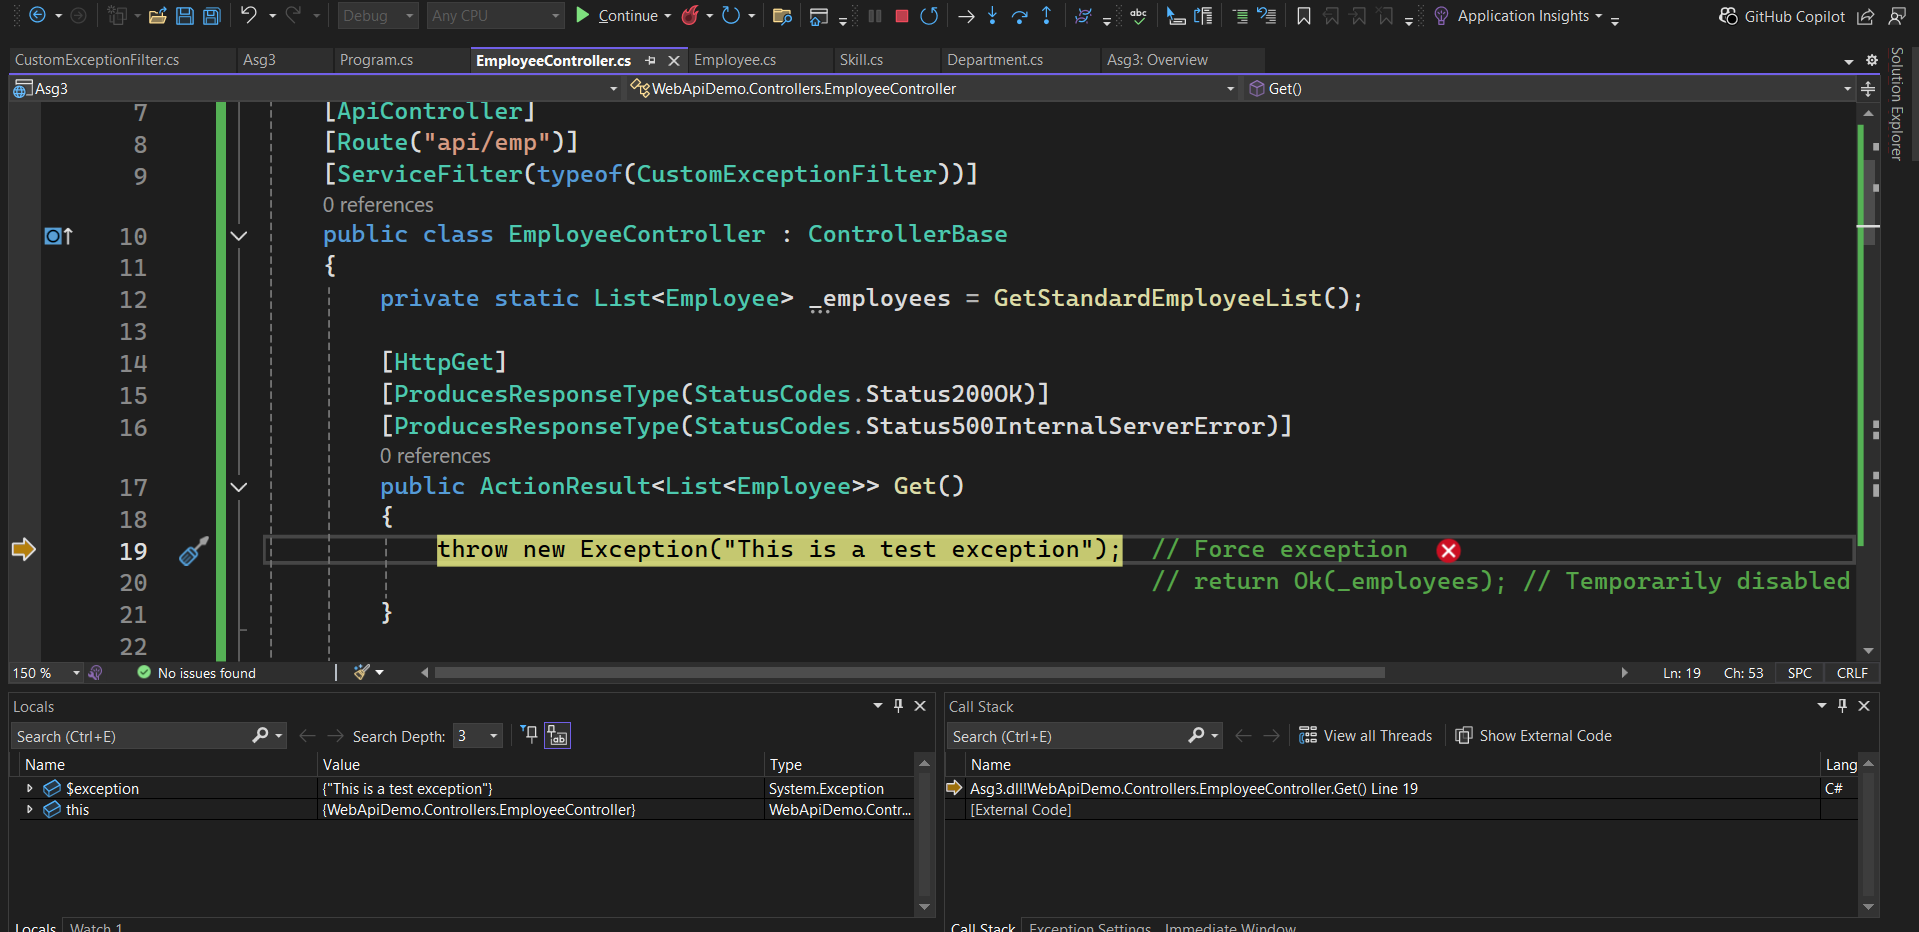 Debug Any CPU Continue Application Insights GitHub Copilot
CustomExceptionFilter.cs Asg3 Program.cs EmployeeController.cs Employee.cs Skill.cs Department.cs Asg3: Overview
Solution Explorer
Asg3 WebApiDemo.Controllers.EmployeeController Get()
7 [ApiController]
8 [Route("api/emp")]
9 [ServiceFilter(typeof(CustomExceptionFilter))]
0 references
10 public class EmployeeController : ControllerBase
11 {
12 private static List<Employee> _employees = GetStandardEmployeeList();
13
14 [HttpGet]
15 [ProducesResponseType(StatusCodes.Status200OK)]
16 [ProducesResponseType(StatusCodes.Status500InternalServerError)]
0 references
17 public ActionResult<List<Employee>> Get()
18 {
19 throw new Exception("This is a test exception"); // Force exception
20 // return Ok(_employees); // Temporarily disabled
21 }
22
150 % No issues found Ln: 19 Ch: 53 SPC CRLF
Locals
Search (Ctrl+E) Search Depth: 3
Name Value Type
$exception {"This is a test exception"} System.Exception
this {WebApiDemo.Controllers.EmployeeController} WebApiDemo.Contr...
Locals Watch 1
Call Stack
Search (Ctrl+E) View all Threads Show External Code
Name Lang
Asg3.dll!WebApiDemo.Controllers.EmployeeController.Get() Line 19 C#
[External Code]
Call Stack Exception Settings Immediate Window